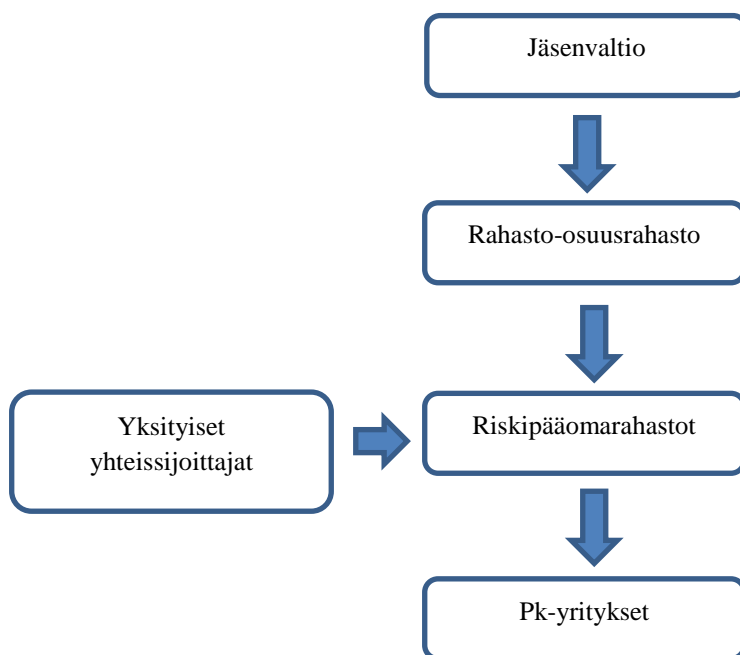 Jäsenvaltio
Rahasto-osuusrahasto
Yksityiset
yhteissijoittajat
Riskipääomarahastot
Pk-yritykset